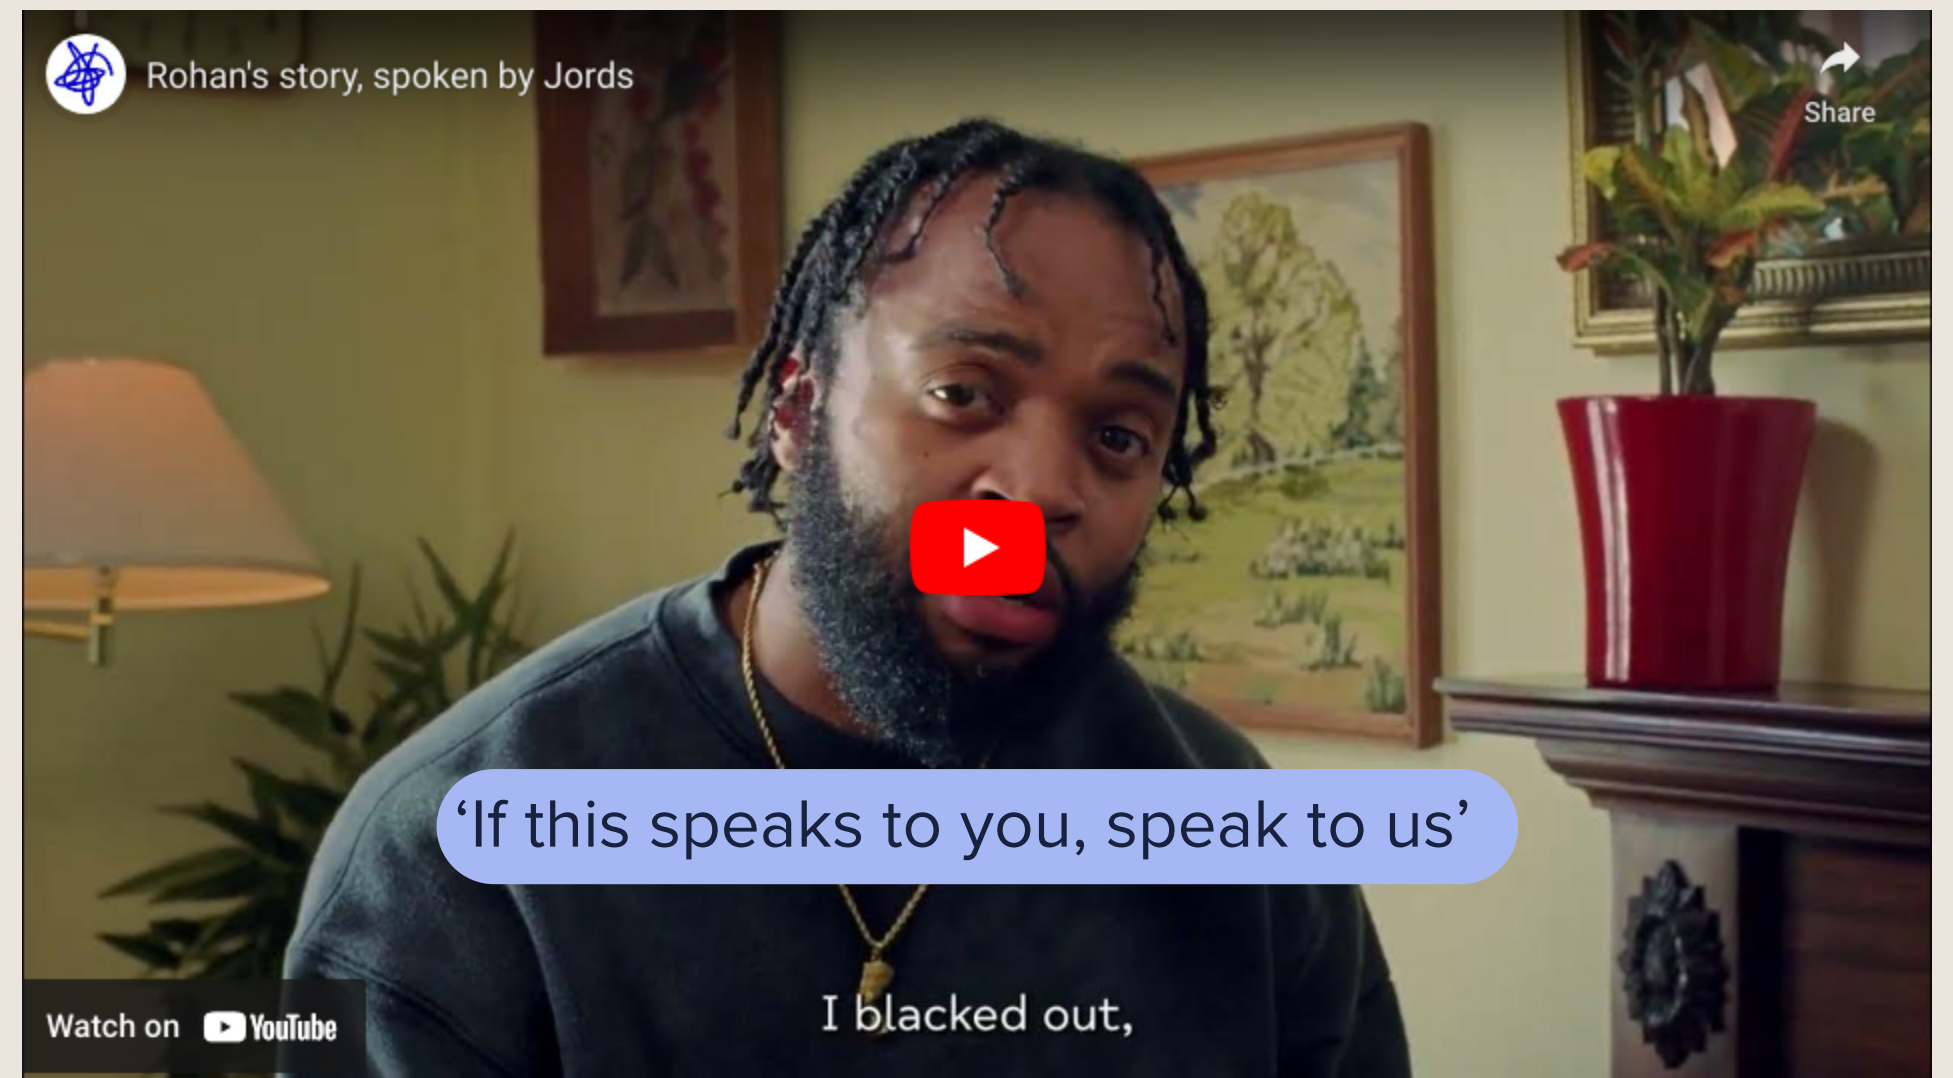 Rohan's story, spoken by Jords
Share
‘If this speaks to you, speak to us’
I blacked out,
Watch on YouTube